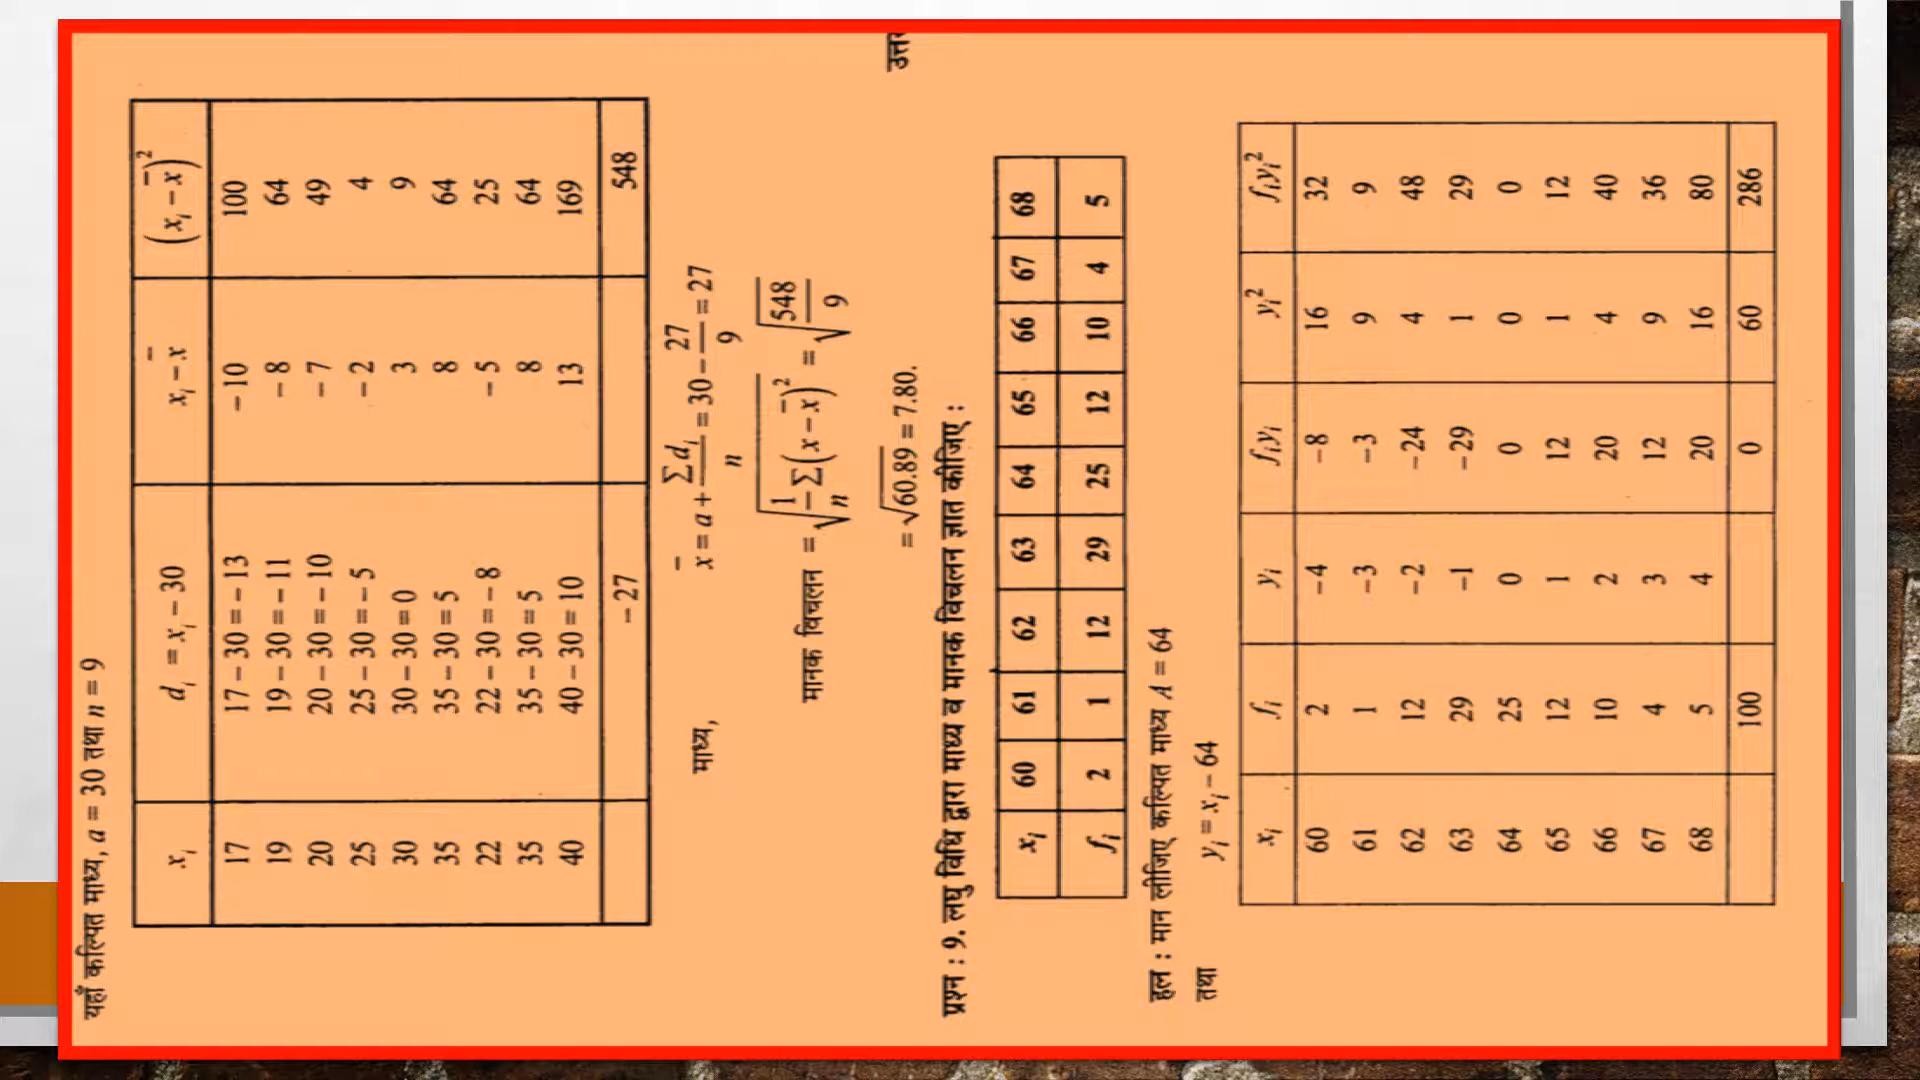 यहाँ कल्पित माध्य, a = 30 तथा n = 9
xᵢ dᵢ = xᵢ − 30 xᵢ − x̄ (xᵢ − x̄)²
17 17 − 30 = − 13 − 10 100
19 19 − 30 = − 11 − 8 64
20 20 − 30 = − 10 − 7 49
25 25 − 30 = − 5 − 2 4
30 30 − 30 = 0 3 9
35 35 − 30 = 5 8 64
22 22 − 30 = − 8 − 5 25
35 35 − 30 = 5 8 64
40 40 − 30 = 10 13 169
− 27 548
माध्य, x̄ = a + Σdᵢ/n = 30 − 27/9 = 27
मानक विचलन = √(1/n Σ(x − x̄)²) = √(548/9)
= √60.89 = 7.80.
प्रश्न : 9. लघु विधि द्वारा माध्य व मानक विचलन ज्ञात कीजिए :
xᵢ 60 61 62 63 64 65 66 67 68
fᵢ 2 1 12 29 25 12 10 4 5
हल : मान लीजिए कल्पित माध्य A = 64
तथा yᵢ = xᵢ − 64
xᵢ fᵢ yᵢ fᵢyᵢ yᵢ² fᵢyᵢ²
60 2 −4 −8 16 32
61 1 −3 −3 9 9
62 12 −2 −24 4 48
63 29 −1 −29 1 29
64 25 0 0 0 0
65 12 1 12 1 12
66 10 2 20 4 40
67 4 3 12 9 36
68 5 4 20 16 80
100 0 60 286